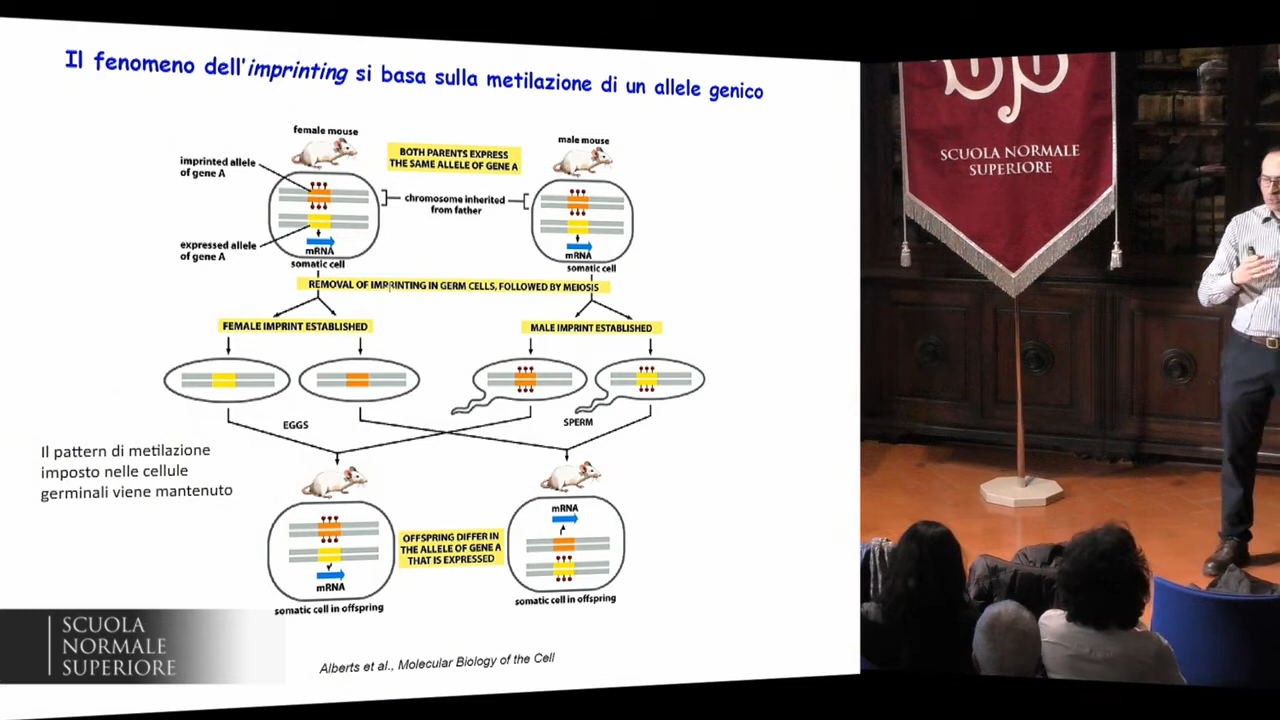 Il fenomeno dell'imprinting si basa sulla metilazione di un allele genico
female mouse
male mouse
BOTH PARENTS EXPRESS
THE SAME ALLELE OF GENE A
imprinted allele
of gene A
chromosome inherited
from father
expressed allele
of gene A
mRNA
mRNA
somatic cell
somatic cell
REMOVAL OF IMPRINTING IN GERM CELLS, FOLLOWED BY MEIOSIS
FEMALE IMPRINT ESTABLISHED
MALE IMPRINT ESTABLISHED
EGGS
SPERM
Il pattern di metilazione
imposto nelle cellule
germinali viene mantenuto
mRNA
OFFSPRING DIFFER IN
THE ALLELE OF GENE A
THAT IS EXPRESSED
mRNA
somatic cell in offspring
somatic cell in offspring
Alberts et al., Molecular Biology of the Cell
SCUOLA
NORMALE
SUPERIORE
SCUOLA NORMALE
SUPERIORE